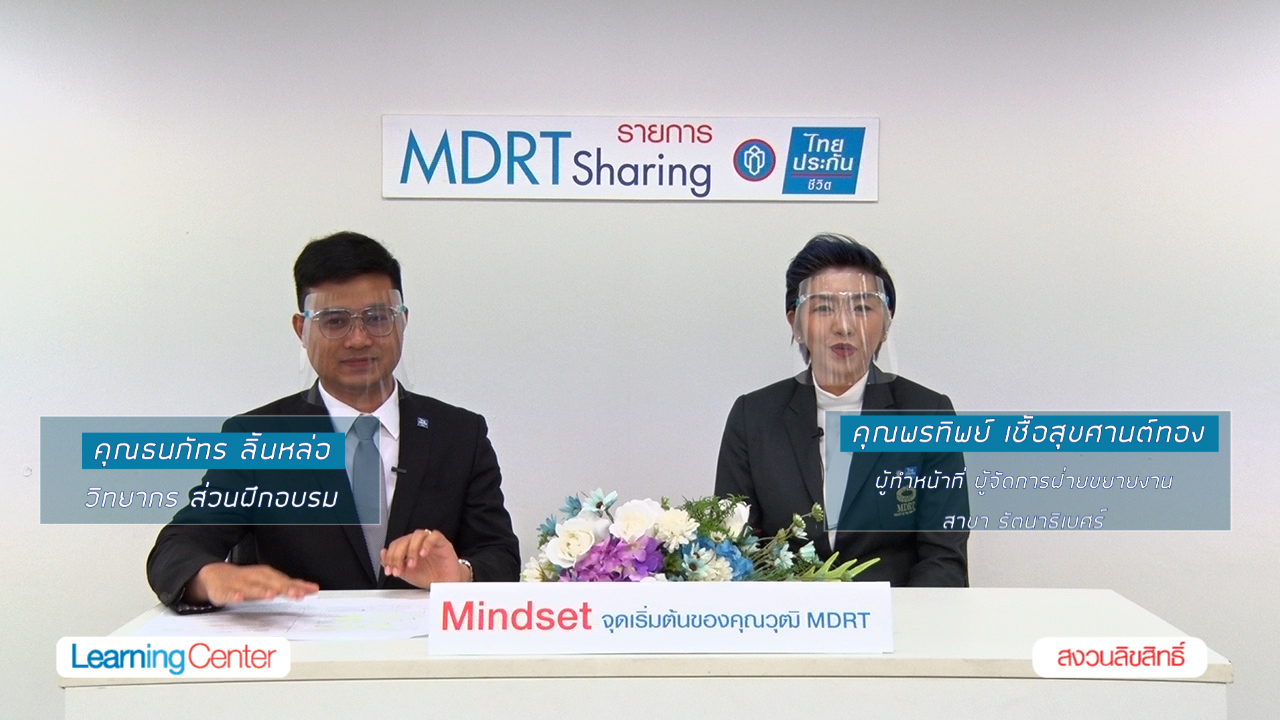 รายการ
MDRT Sharing
ไทย
ประกัน
ชีวิต
คุณธนภัทร ลิ้นหล่อ
วิทยากร ส่วนฝึกอบรม
คุณพรทิพย์ เชื้อสุขศานต์ทอง
ผู้ทำหน้าที่ ผู้จัดการฝ่ายขยายงาน
สาขา รัตนาธิเบศร์
MDRT
Mindset จุดเริ่มต้นของคุณวุฒิ MDRT
Learning Center
สงวนลิขสิทธิ์